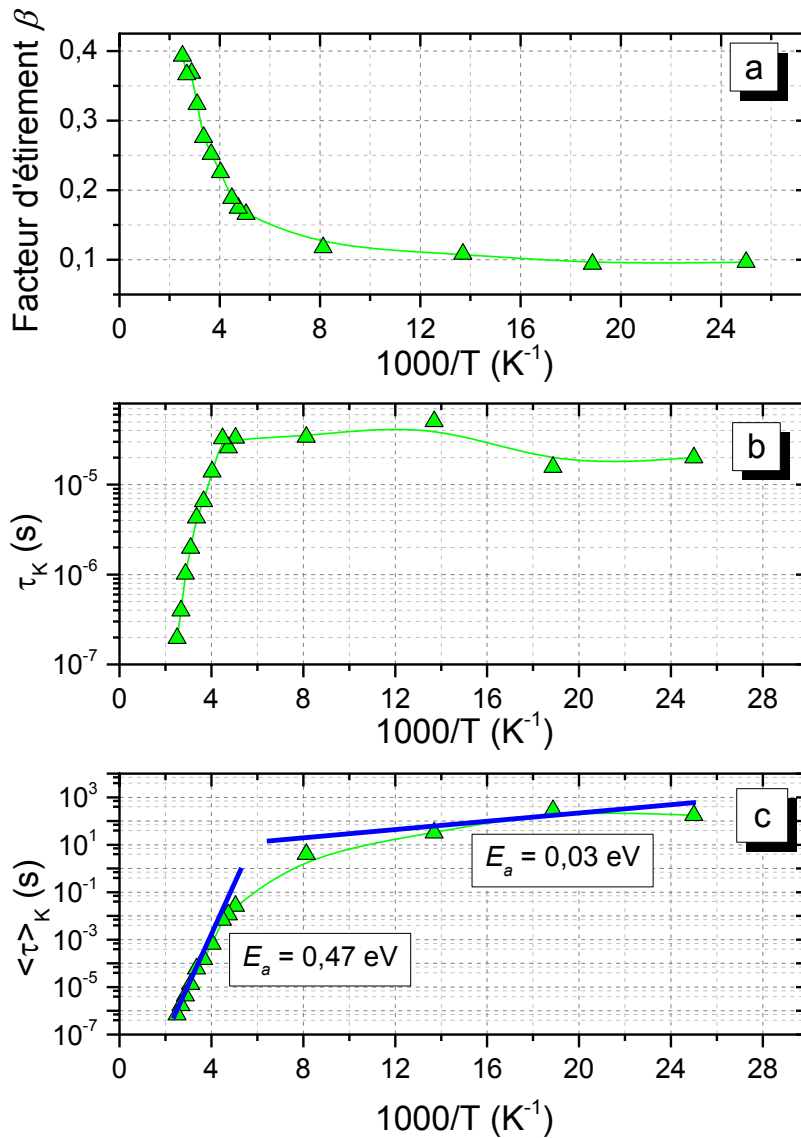 Facteur d'étirement β
0,4
0,3
0,2
0,1
a
0 4 8 12 16 20 24
1000/T (K-1)
τK (s)
10-5
10-6
10-7
b
0 4 8 12 16 20 24 28
1000/T (K-1)
<τ>K (s)
103
101
10-1
10-3
10-5
10-7
c
Ea = 0,03 eV
Ea = 0,47 eV
0 4 8 12 16 20 24 28
1000/T (K-1)